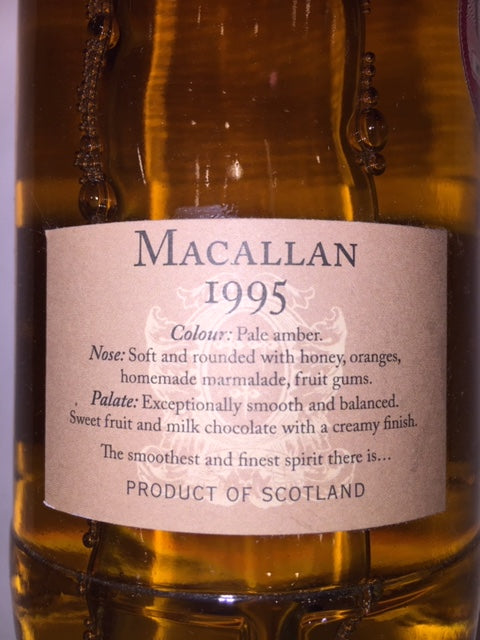 MACALLAN
1995
Colour: Pale amber.
Nose: Soft and rounded with honey, oranges,
homemade marmalade, fruit gums.
Palate: Exceptionally smooth and balanced.
Sweet fruit and milk chocolate with a creamy finish.
The smoothest and finest spirit there is...
PRODUCT OF SCOTLAND